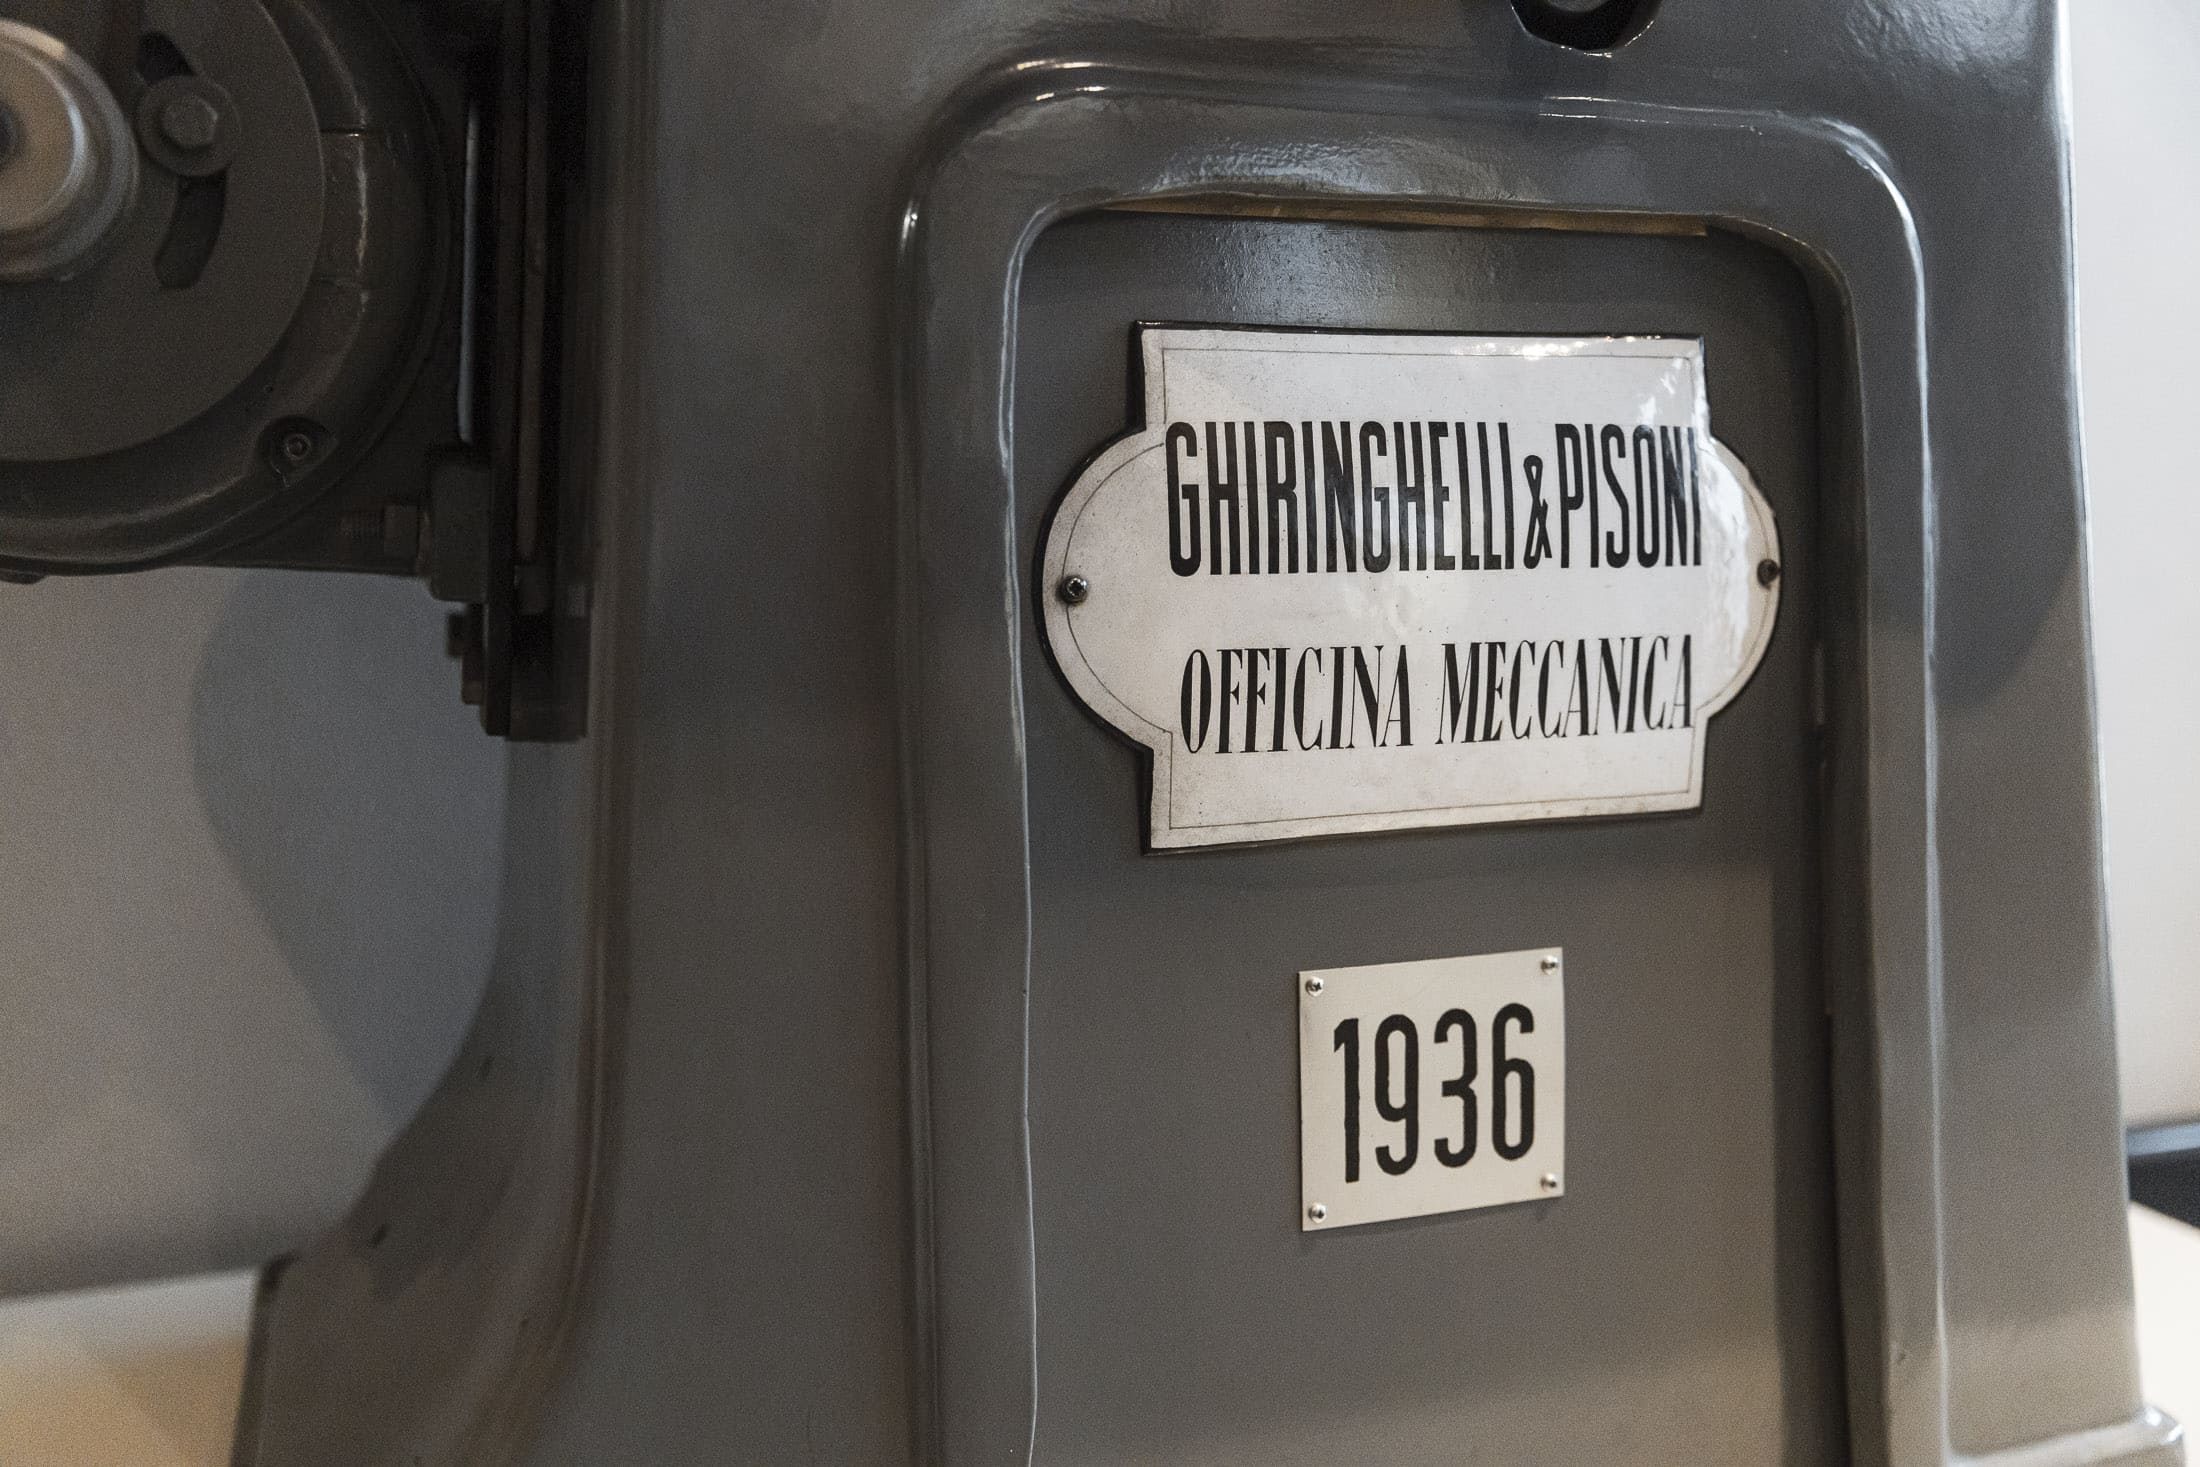 GHIRINGHELLI & PISONI
OFFICINA MECCANICA
1936